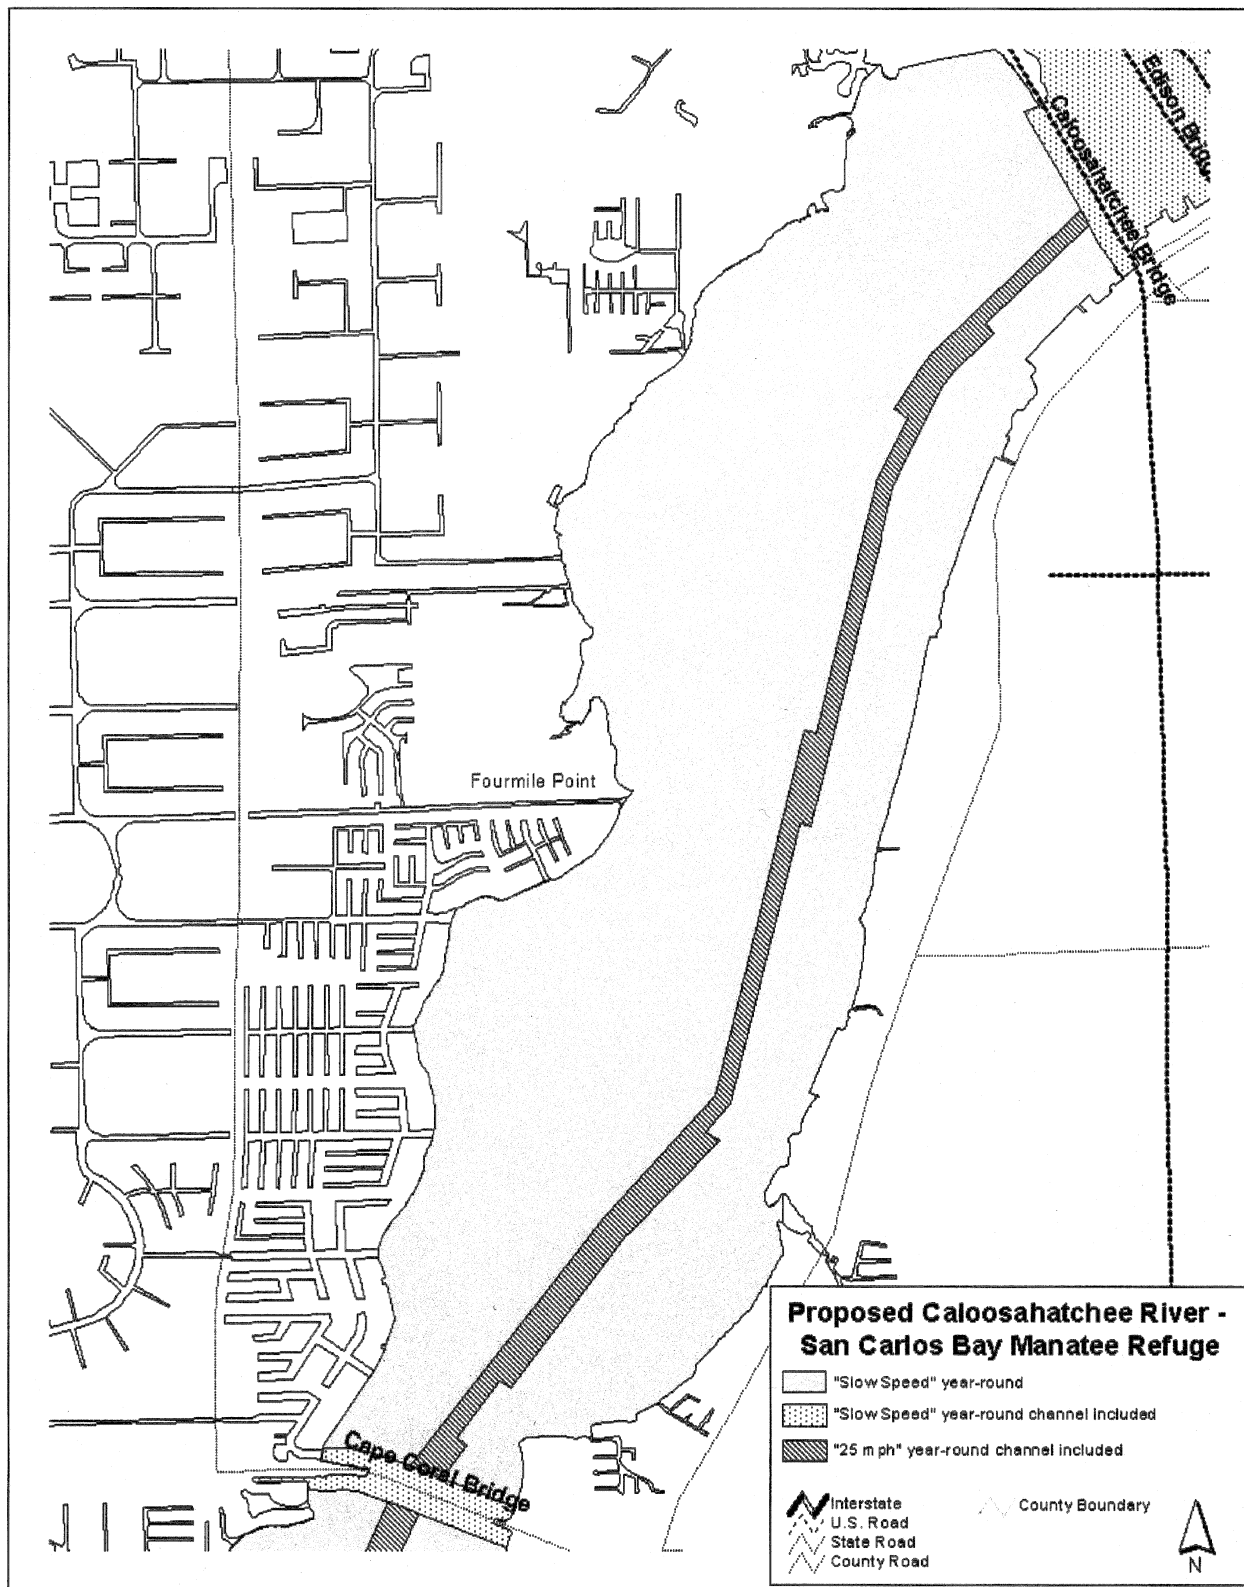 Edison Bridg
Caloosahatchee Bridge
Fourmile Point
Cape Coral Bridge
Proposed Caloosahatchee River -
San Carlos Bay Manatee Refuge
"Slow Speed" year-round
"Slow Speed" year-round channel included
"25 mph" year-round channel included
Interstate
U.S. Road
State Road
County Road
County Boundary
N